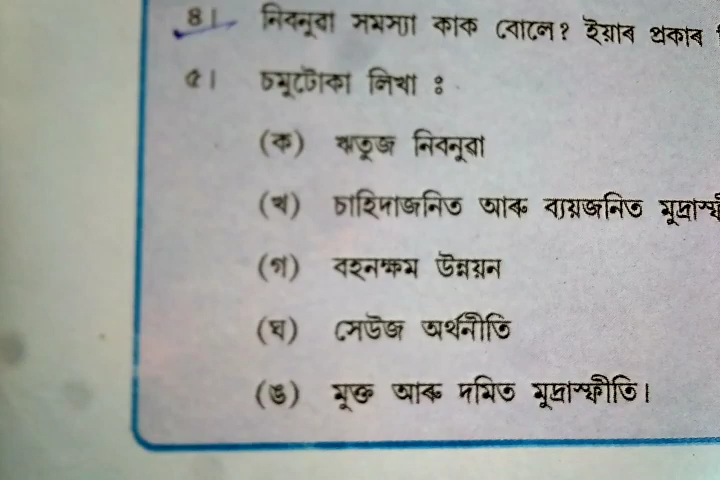 ৪। নিবনুৱা সমস্যা কাক বোলে? ইয়াৰ প্ৰকাৰ
৫। চমুটোকা লিখা :
(ক) ঋতুজ নিবনুৱা
(খ) চাহিদাজনিত আৰু ব্যয়জনিত
(গ) বহনক্ষম উন্নয়ন
(ঘ) সেউজ অৰ্থনীতি
(ঙ) মুক্ত আৰু দমিত মুদ্ৰাস্ফীতি।